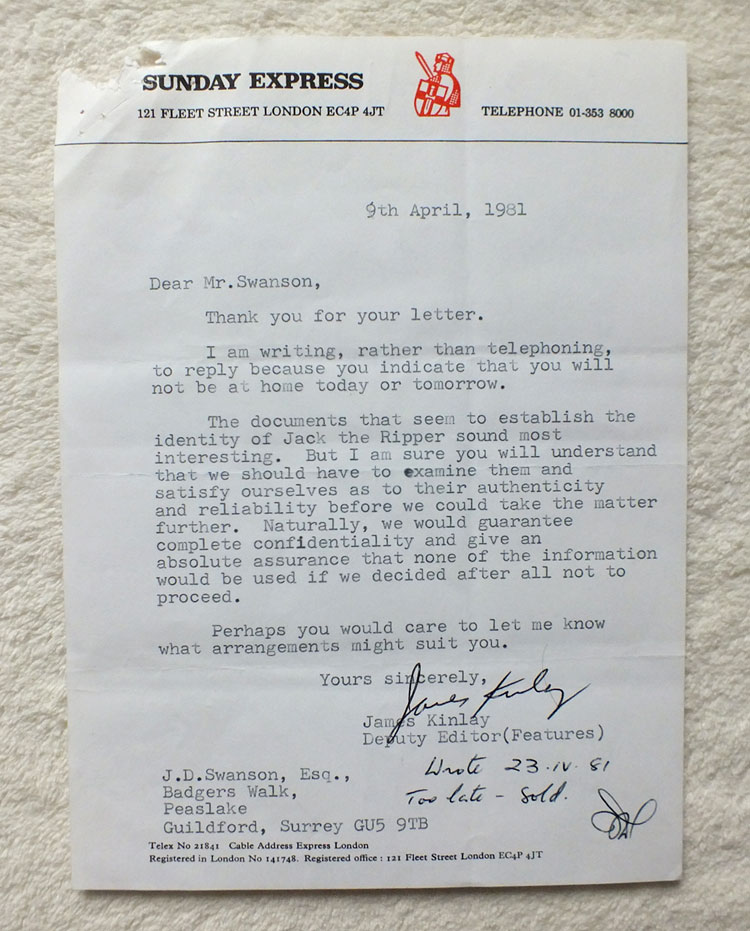 SUNDAY EXPRESS
121 FLEET STREET LONDON EC4P 4JT
TELEPHONE 01-353 8000
9th April, 1981
Dear Mr.Swanson,
Thank you for your letter.
I am writing, rather than telephoning,
to reply because you indicate that you will
not be at home today or tomorrow.
The documents that seem to establish the
identity of Jack the Ripper sound most
interesting. But I am sure you will understand
that we should have to examine them and
satisfy ourselves as to their authenticity
and reliability before we could take the matter
further. Naturally, we would guarantee
complete confidentiality and give an
absolute assurance that none of the information
would be used if we decided after all not to
proceed.
Perhaps you would care to let me know
what arrangements might suit you.
Yours sincerely,
James Kinlay
James Kinlay
Deputy Editor(Features)
Wrote 23·IV·81
Too late - Sold.
J.D.Swanson, Esq.,
Badgers Walk,
Peaslake
Guildford, Surrey GU5 9TB
Telex No 21841 Cable Address Express London
Registered in London No 141748. Registered office : 121 Fleet Street London EC4P 4JT